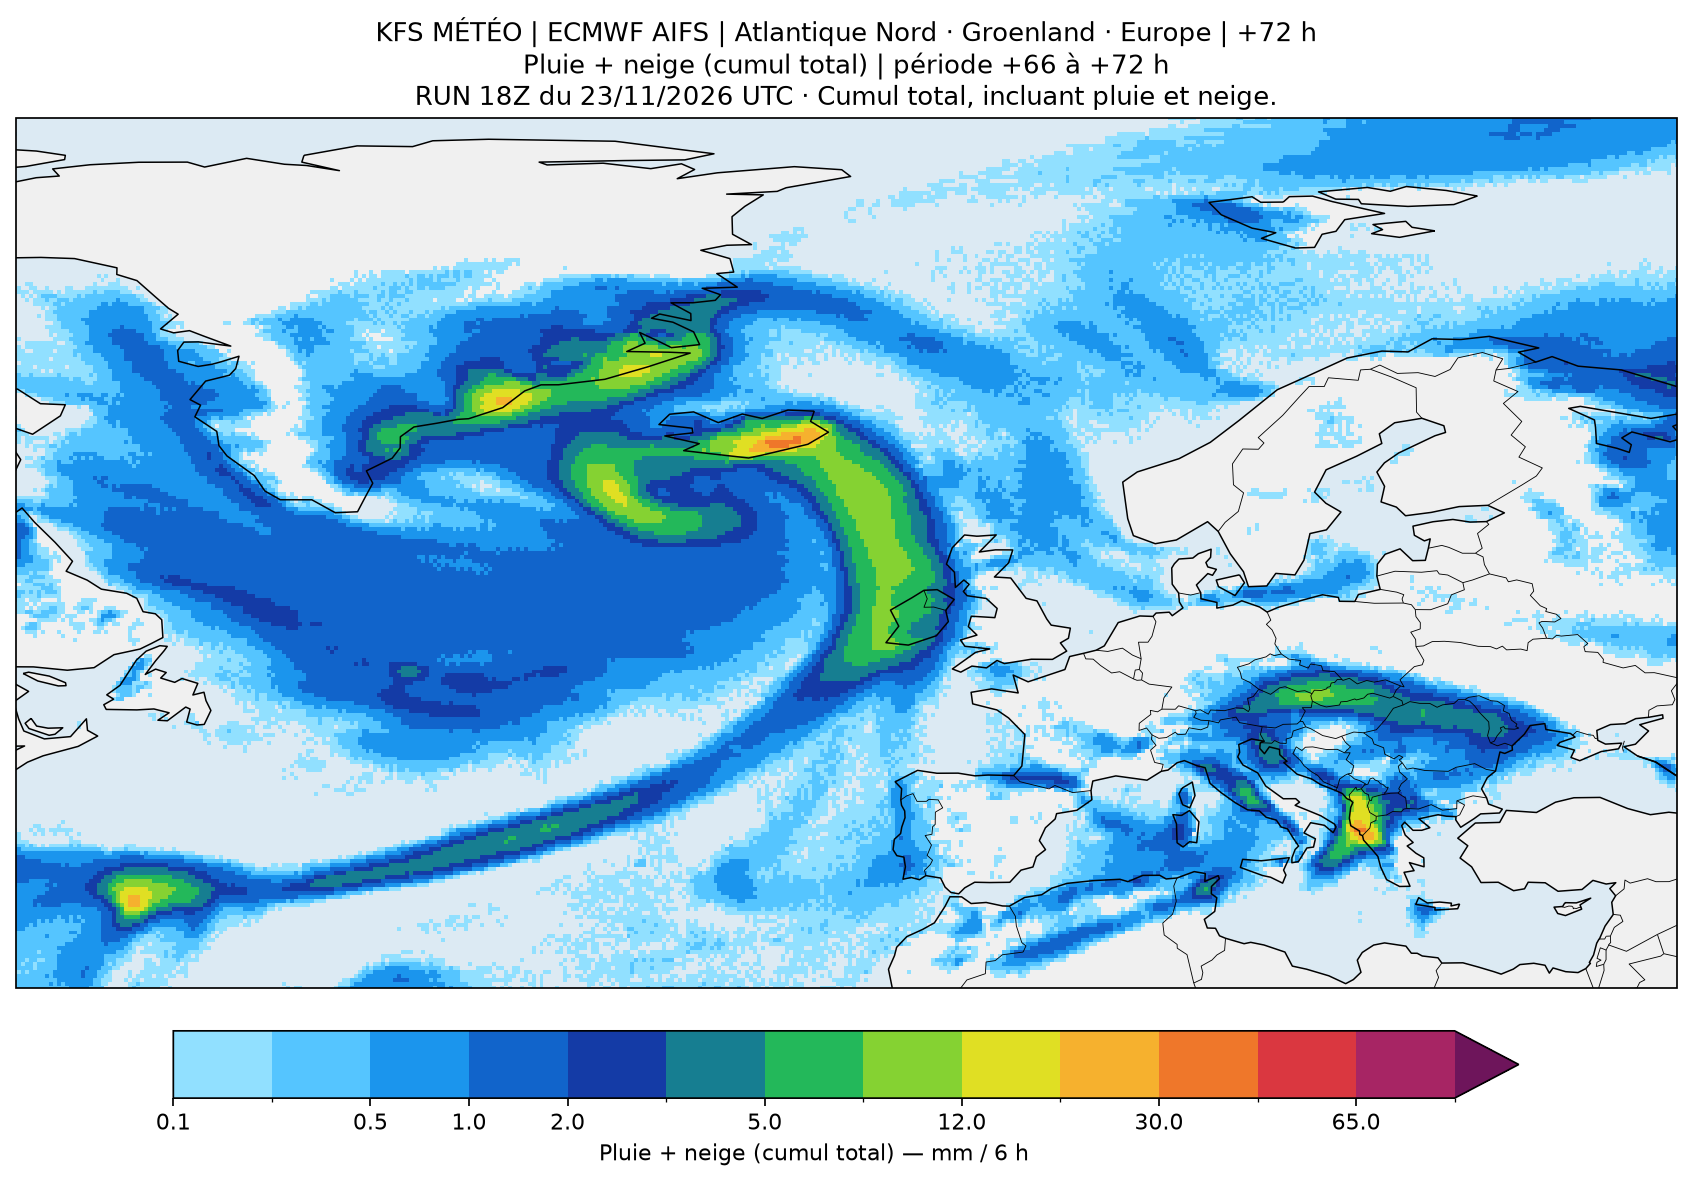 KFS MÉTÉO | ECMWF AIFS | Atlantique Nord · Groenland · Europe | +72 h
Pluie + neige (cumul total) | période +66 à +72 h
RUN 18Z du 23/11/2026 UTC · Cumul total, incluant pluie et neige.
0.1 0.5 1.0 2.0 5.0 12.0 30.0 65.0
Pluie + neige (cumul total) — mm / 6 h